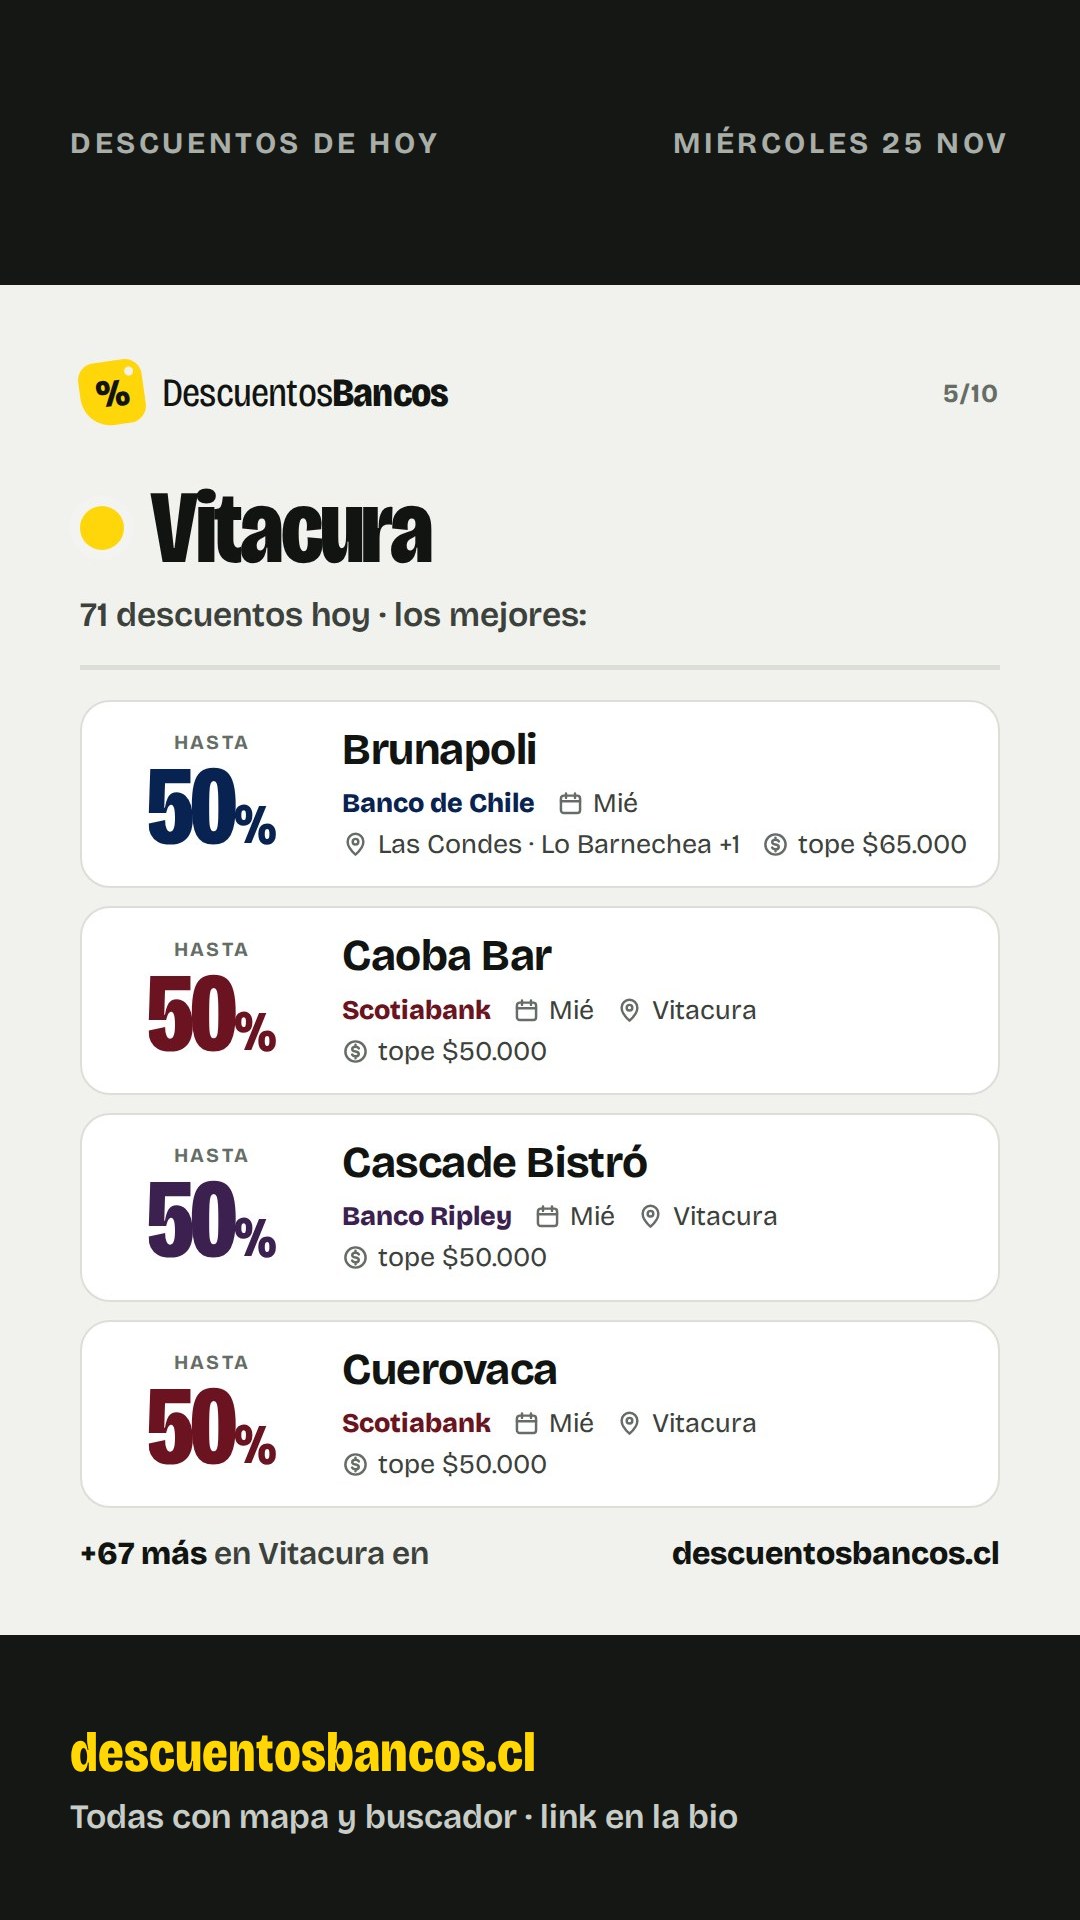 DESCUENTOS DE HOY
MIÉRCOLES 25 NOV
% DescuentosBancos
5/10
Vitacura
71 descuentos hoy · los mejores:
HASTA
50%
Brunapoli
Banco de Chile Mié
Las Condes · Lo Barnechea +1 tope $65.000
HASTA
50%
Caoba Bar
Scotiabank Mié Vitacura
tope $50.000
HASTA
50%
Cascade Bistró
Banco Ripley Mié Vitacura
tope $50.000
HASTA
50%
Cuerovaca
Scotiabank Mié Vitacura
tope $50.000
+67 más en Vitacura en
descuentosbancos.cl
descuentosbancos.cl
Todas con mapa y buscador · link en la bio